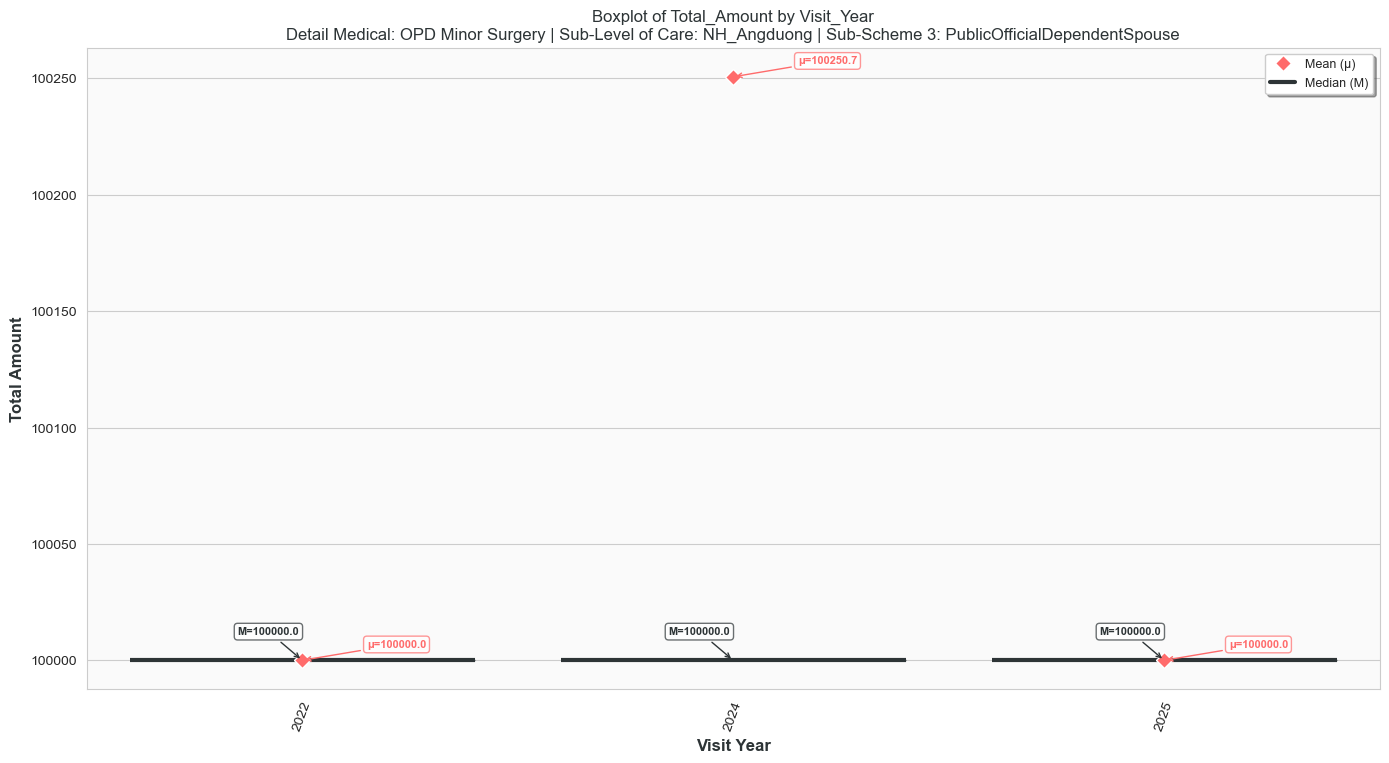 Boxplot of Total_Amount by Visit_Year
Detail Medical: OPD Minor Surgery | Sub-Level of Care: NH_Angduong | Sub-Scheme 3: PublicOfficialDependentSpouse
Mean (μ)
Median (M)
Total Amount
100250
100200
100150
100100
100050
100000
μ=100250.7
M=100000.0
μ=100000.0
M=100000.0
M=100000.0
μ=100000.0
2022
2024
2025
Visit Year